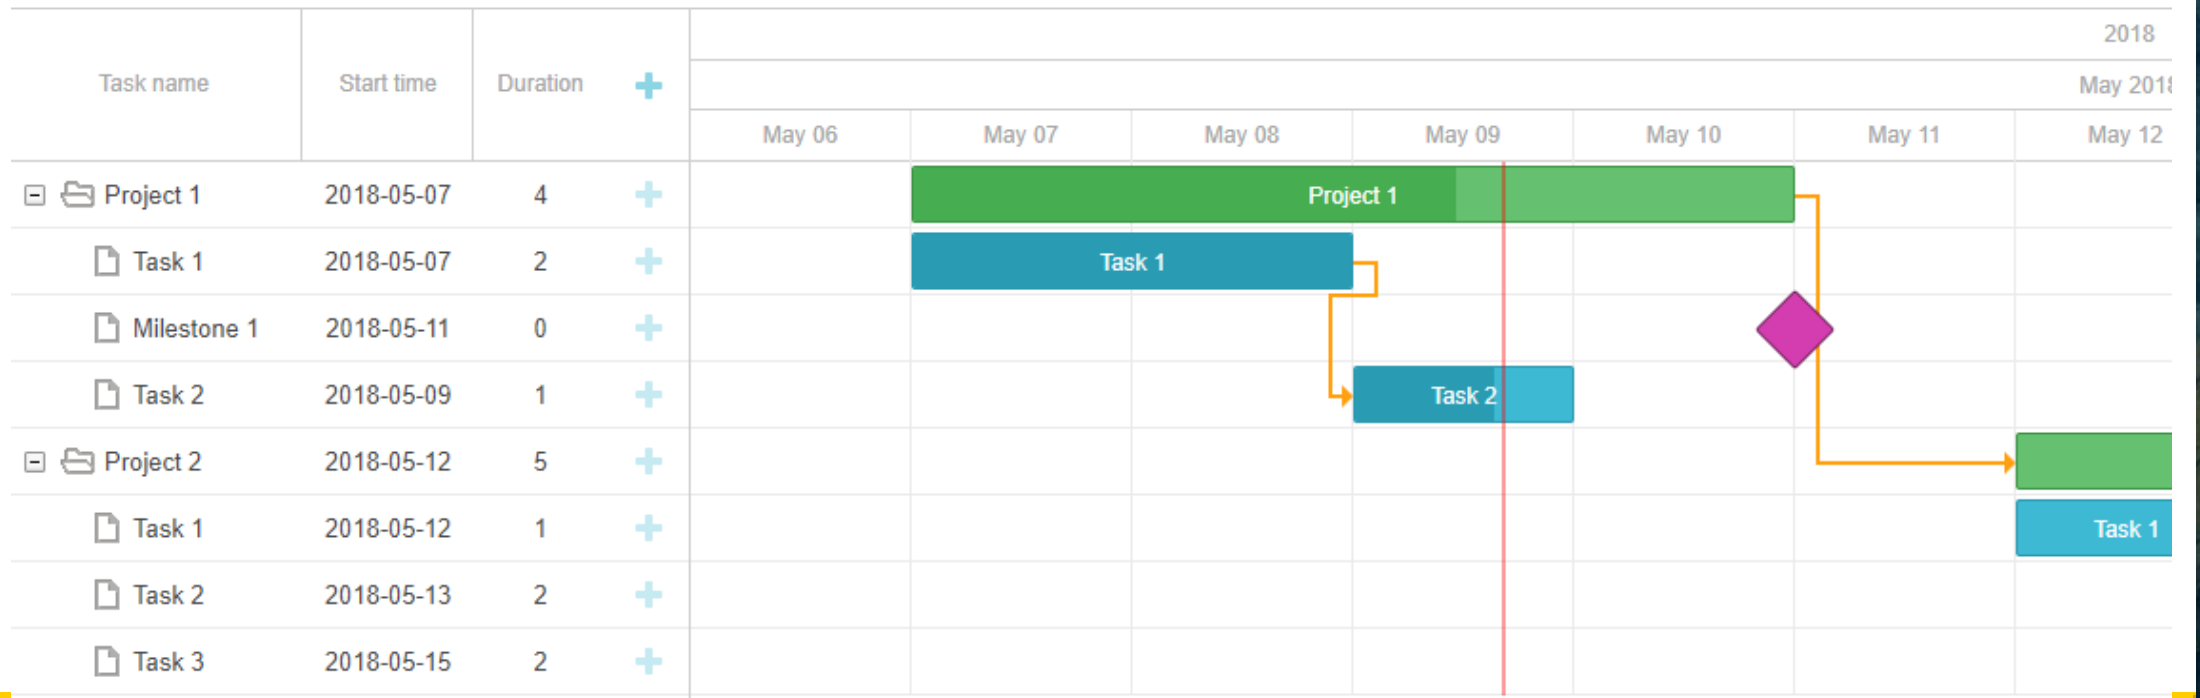 2018
Task name Start time Duration May 2018
May 06 May 07 May 08 May 09 May 10 May 11 May 12
Project 1 2018-05-07 4 Project 1
Task 1 2018-05-07 2 Task 1
Milestone 1 2018-05-11 0
Task 2 2018-05-09 1 Task 2
Project 2 2018-05-12 5
Task 1 2018-05-12 1 Task 1
Task 2 2018-05-13 2
Task 3 2018-05-15 2